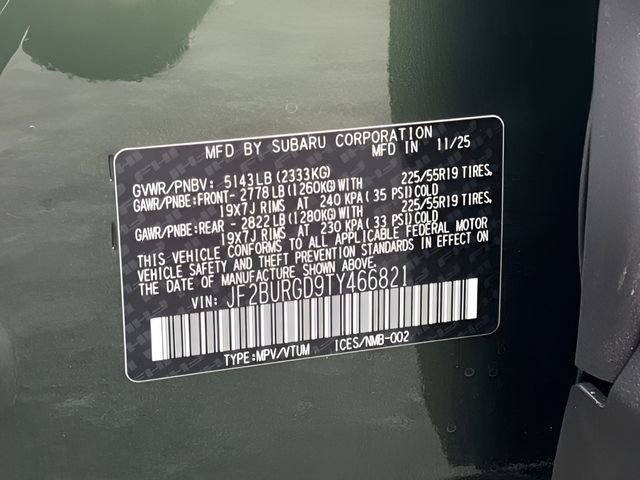 MFD BY SUBARU CORPORATION
MFD IN 11/25
GVWR/PNBV: 5143LB (2333KG)
GAWR/PNBE:FRONT- 2778 LB (1260KG)WITH 225/55R19 TIRES,
19X7J RIMS AT 240 KPA ( 35 PSI)COLD
GAWR/PNBE:REAR - 2822 LB (1280KG)WITH 225/55R19 TIRES,
19X7J RIMS AT 230 KPA ( 33 PSI)COLD
THIS VEHICLE CONFORMS TO ALL APPLICABLE FEDERAL MOTOR
VEHICLE SAFETY AND THEFT PREVENTION STANDARDS IN EFFECT ON
THE DATE OF MANUFACTURE SHOWN ABOVE.
VIN: JF2BURGD9TY466821
TYPE:MPV/VTUM ICES/NMB-002